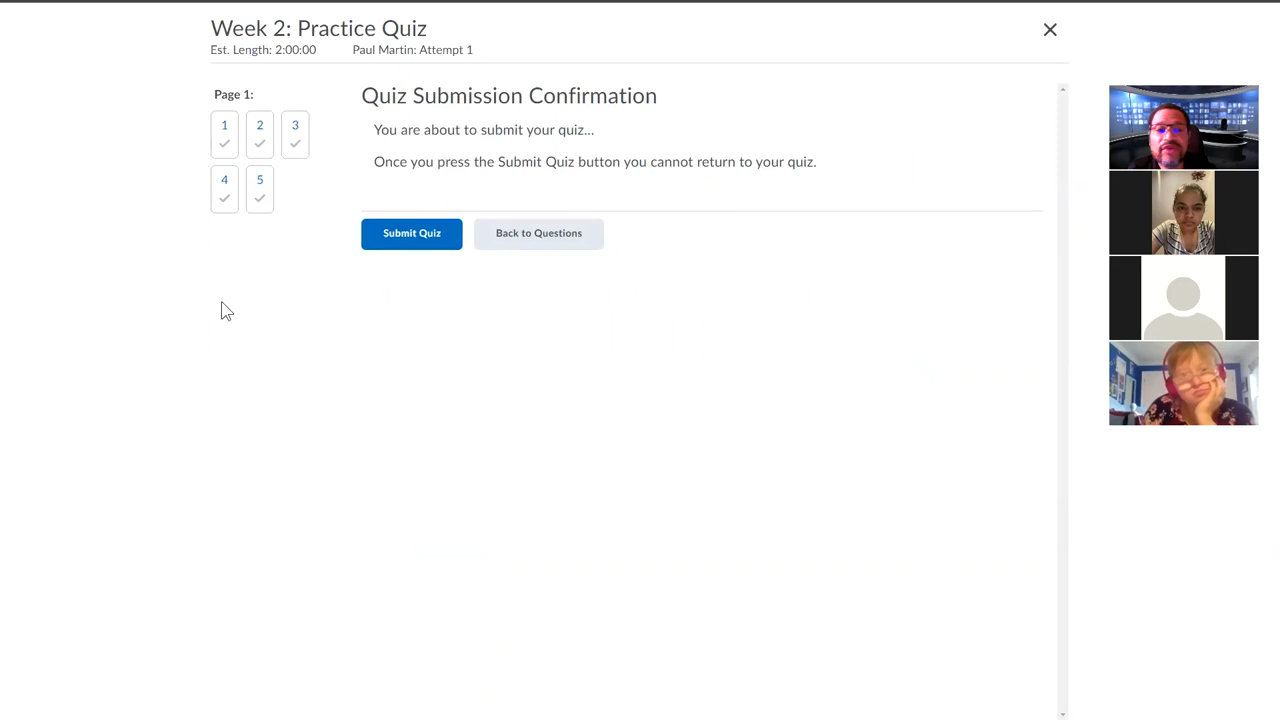 Week 2: Practice Quiz
Est. Length: 2:00:00 Paul Martin: Attempt 1
Page 1:
1 2 3
4 5
Quiz Submission Confirmation
You are about to submit your quiz...
Once you press the Submit Quiz button you cannot return to your quiz.
Submit Quiz Back to Questions